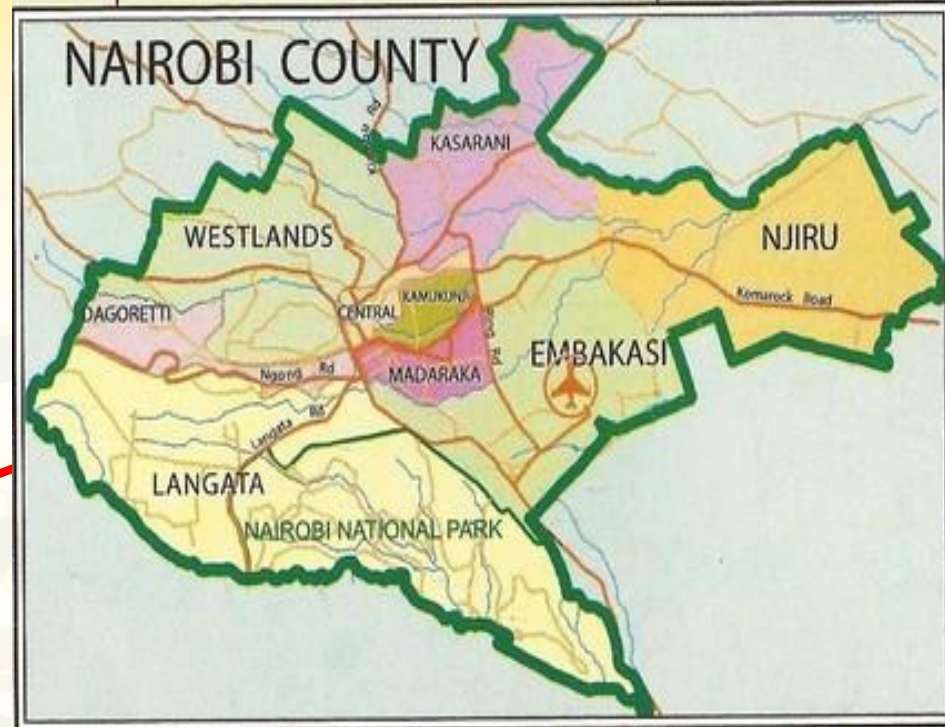 NAIROBI COUNTY
KASARANI
WESTLANDS
NJIRU
DAGORETTI
CENTRAL
KAMUKUNJI
Komarock Road
EMBAKASI
MADARAKA
Ngong Rd
Langata Rd
LANGATA
NAIROBI NATIONAL PARK